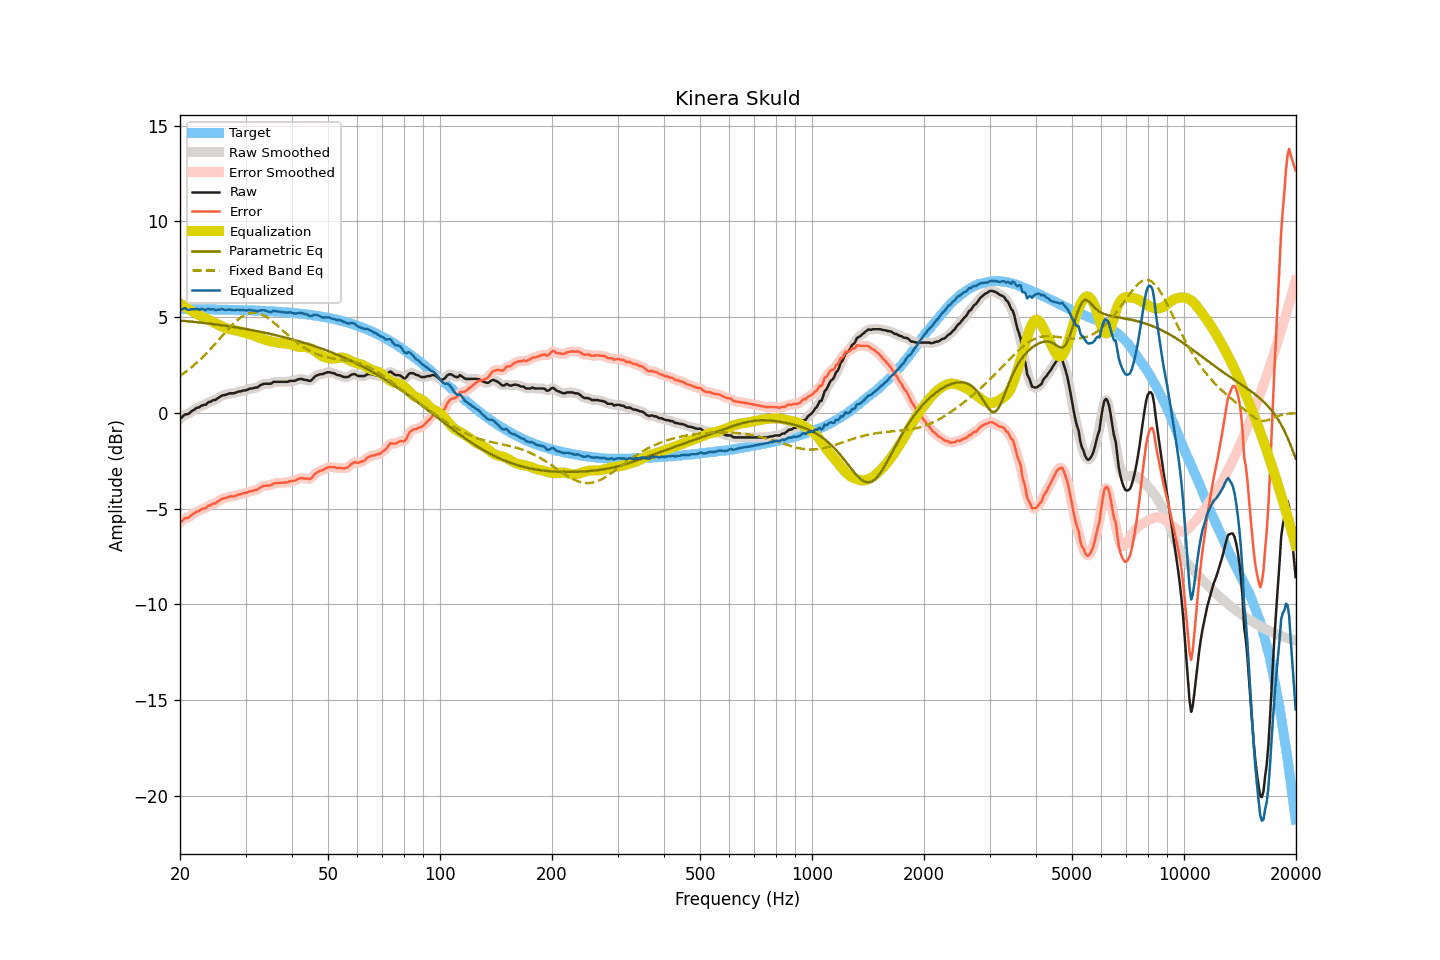 Kinera Skuld
Target
Raw Smoothed
Error Smoothed
Raw
Error
Equalization
Parametric Eq
Fixed Band Eq
Equalized
15
10
5
0
−5
−10
−15
−20
Amplitude (dBr)
20 50 100 200 500 1000 2000 5000 10000 20000
Frequency (Hz)